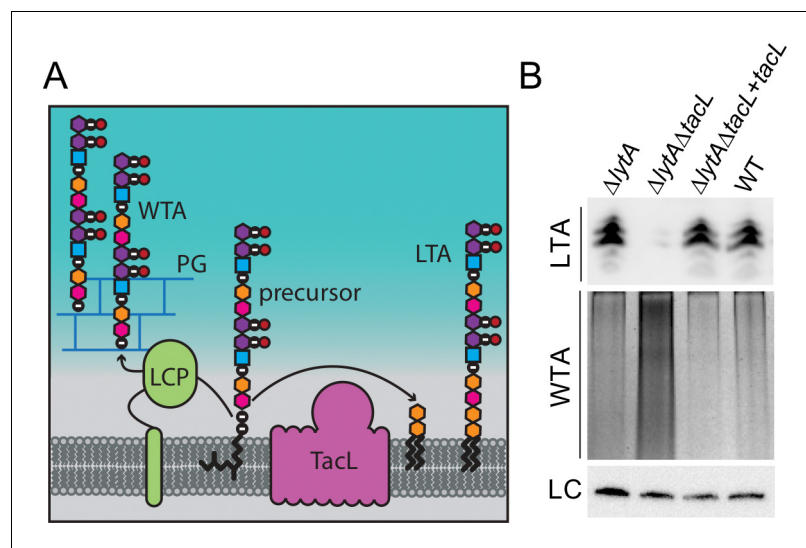 A
B
ΔlytA
ΔlytAΔtacL
ΔlytAΔtacL+tacL
WT
WTA
PG
precursor
LTA
LCP
TacL
LTA
WTA
LC